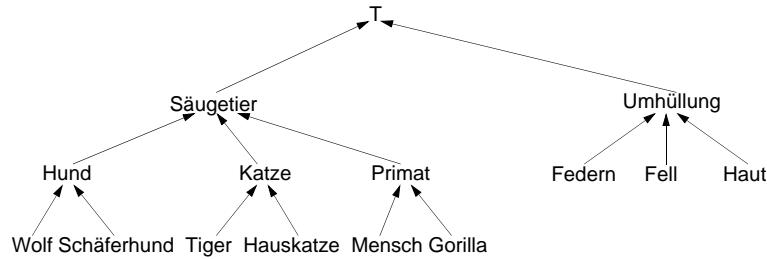 T
Säugetier Umhüllung
Hund Katze Primat Federn Fell Haut
Wolf Schäferhund Tiger Hauskatze Mensch Gorilla